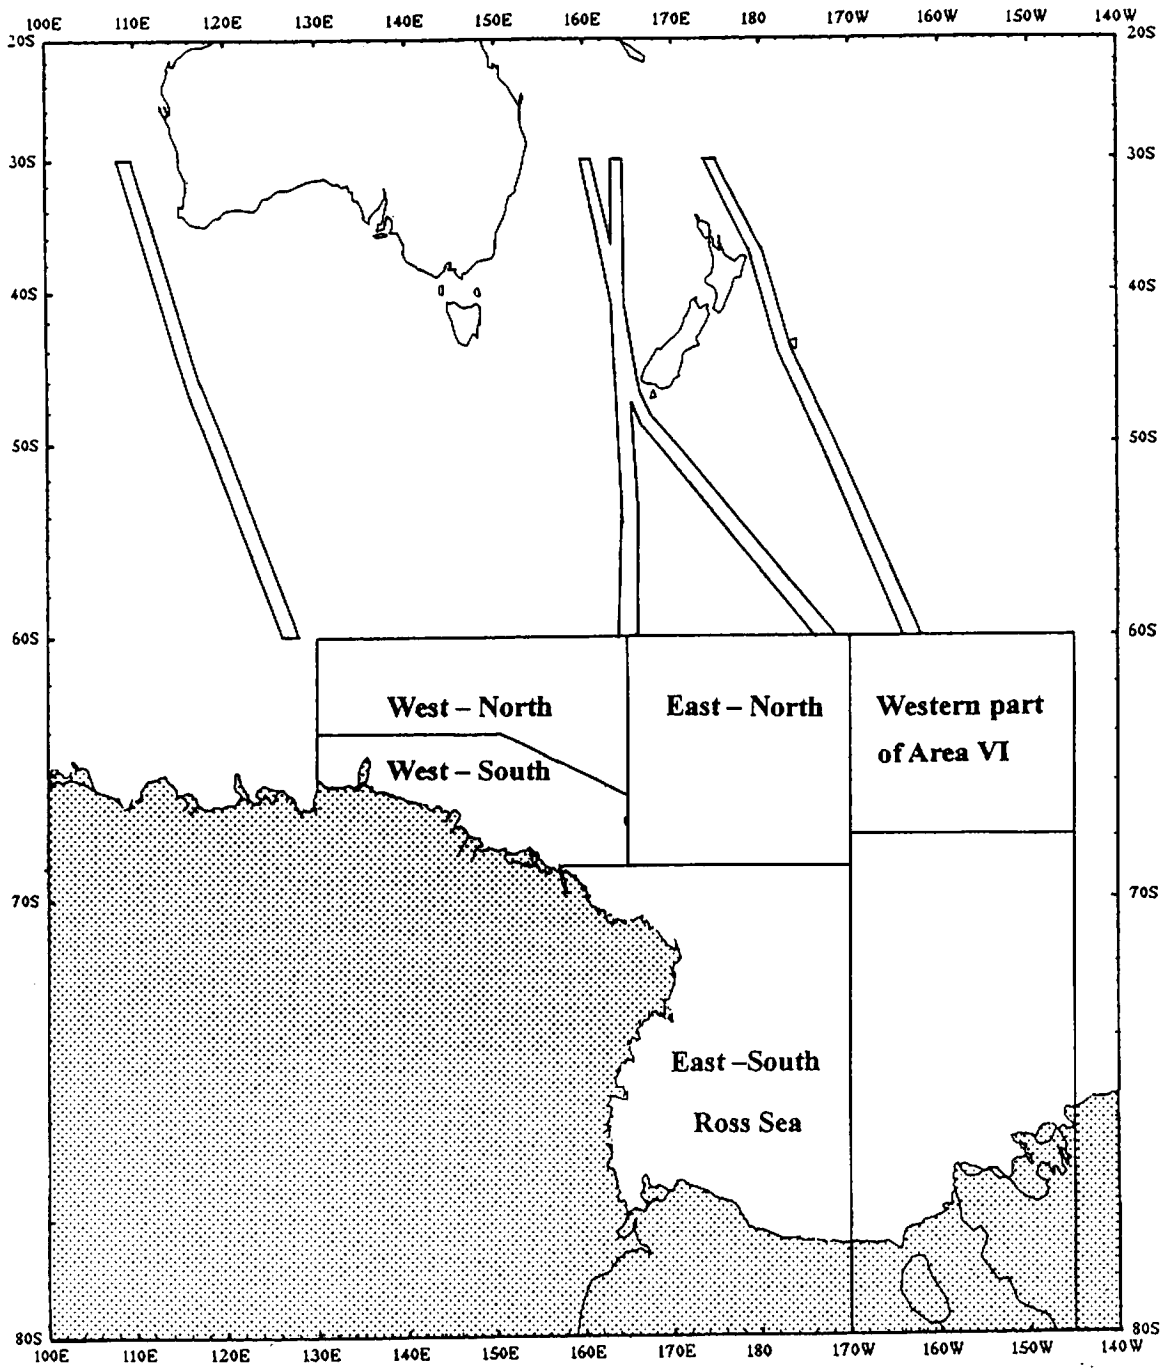 100E 110E 120E 130E 140E 150E 160E 170E 180 170W 160W 150W 140W
20S 20S
30S 30S
40S 40S
50S 50S
60S 60S
West – North East – North Western part
of Area VI
West – South
70S 70S
East –South
Ross Sea
80S 80S
100E 110E 120E 130E 140E 150E 160E 170E 180 170W 160W 150W 140W